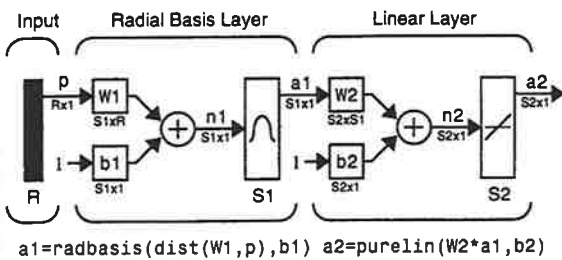 Input Radial Basis Layer Linear Layer
p a1 a2
Rx1 W1 S1x1 W2 S2x1
S1xR n1 S2xS1 n2
S1x1 S2x1
1 b1 1 b2
S1x1 S2x1
R S1 S2
a1=radbasis(dist(W1,p),b1) a2=purelin(W2*a1,b2)